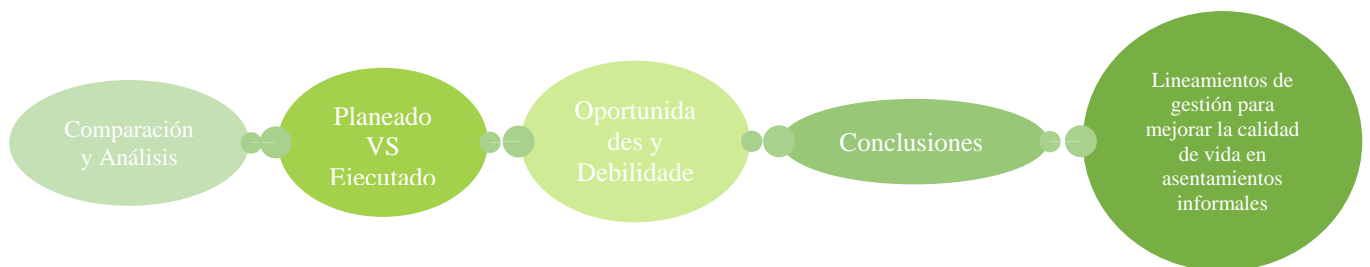 Comparación
y Análisis
Planeado
VS
Ejecutado
Oportunida
des y
Debilidade
Conclusiones
Lineamientos de
gestión para
mejorar la calidad
de vida en
asentamientos
informales